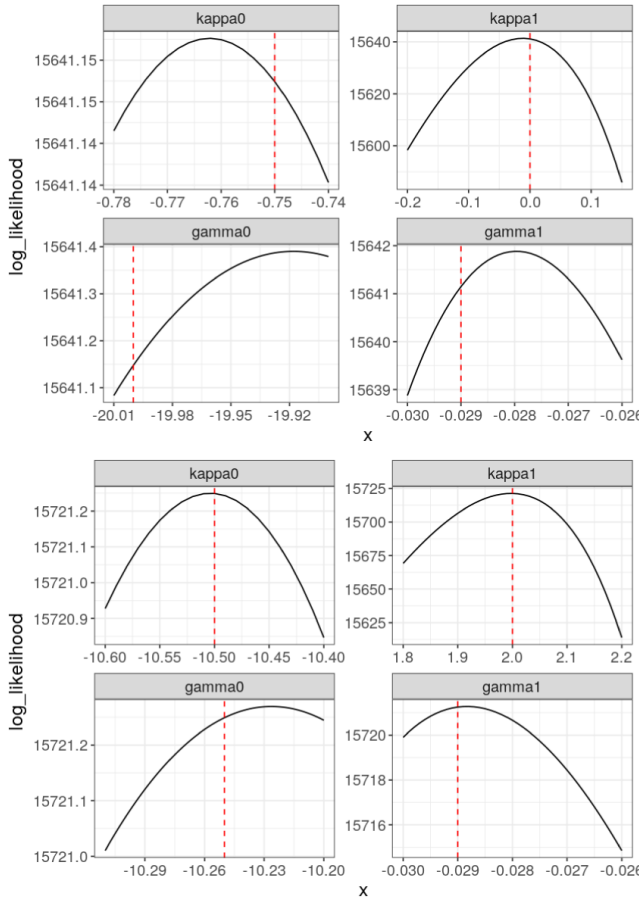 kappa0
kappa1
15641.15
15641.15
15641.14
15641.14
-0.78 -0.77 -0.76 -0.75 -0.74
15640
15620
15600
-0.2 -0.1 0.0 0.1
log_likelihood
gamma0
gamma1
15641.4
15641.3
15641.2
15641.1
-20.01 -19.98 -19.95 -19.92
15642
15641
15640
15639
-0.030 -0.029 -0.028 -0.027 -0.026
x
kappa0
kappa1
15721.2
15721.1
15721.0
15720.9
-10.60 -10.55 -10.50 -10.45 -10.40
15725
15700
15675
15650
15625
1.8 1.9 2.0 2.1 2.2
log_likelihood
gamma0
gamma1
15721.2
15721.1
15721.0
-10.29 -10.26 -10.23 -10.20
15720
15718
15716
-0.030 -0.029 -0.028 -0.027 -0.026
x